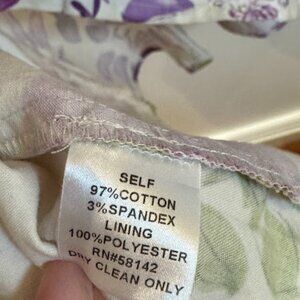 SELF
97%COTTON
3%SPANDEX
LINING
100%POLYESTER
RN#58142
DRY CLEAN ONLY